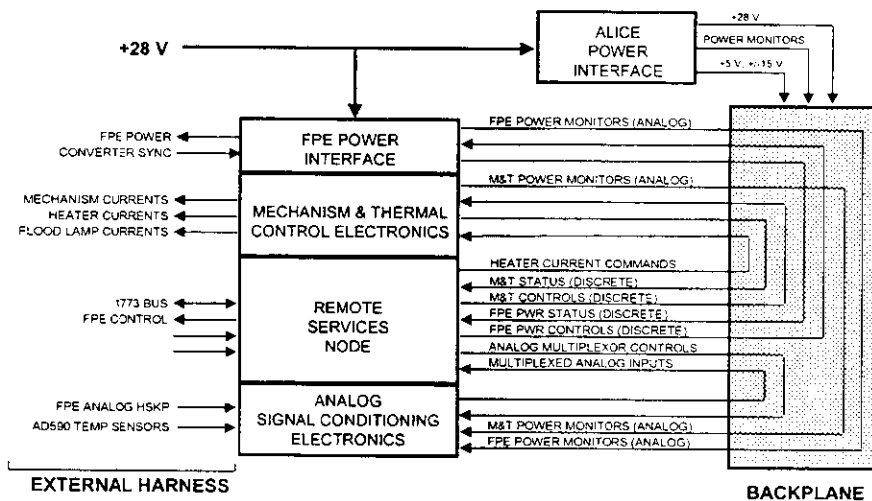 +28 V
ALICE
POWER
INTERFACE
+28 V
POWER MONITORS
+5 V, +/-15 V
FPE POWER
CONVERTER SYNC
FPE POWER
INTERFACE
FPE POWER MONITORS (ANALOG)
MECHANISM CURRENTS
HEATER CURRENTS
FLOOD LAMP CURRENTS
MECHANISM & THERMAL
CONTROL ELECTRONICS
M&T POWER MONITORS (ANALOG)
HEATER CURRENT COMMANDS
M&T STATUS (DISCRETE)
1773 BUS
FPE CONTROL
REMOTE
SERVICES
NODE
M&T CONTROLS (DISCRETE)
FPE PWR STATUS (DISCRETE)
FPE PWR CONTROLS (DISCRETE)
ANALOG MULTIPLEXOR CONTROLS
MULTIPLEXED ANALOG INPUTS
FPE ANALOG HSKP
AD590 TEMP SENSORS
ANALOG
SIGNAL CONDITIONING
ELECTRONICS
M&T POWER MONITORS (ANALOG)
FPE POWER MONITORS (ANALOG)
EXTERNAL HARNESS
BACKPLANE